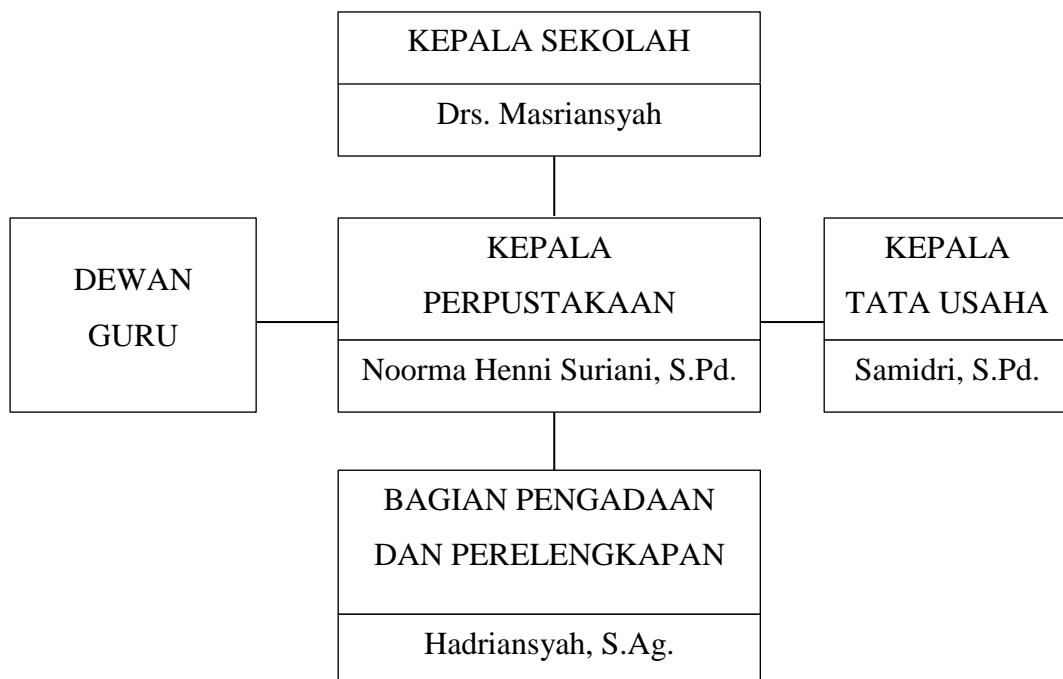 KEPALA SEKOLAH
Drs. Masriansyah
DEWAN
GURU
KEPALA
PERPUSTAKAAN
Noorma Henni Suriani, S.Pd.
KEPALA
TATA USAHA
Samidri, S.Pd.
BAGIAN PENGADAAN
DAN PERELENGKAPAN
Hadriansyah, S.Ag.